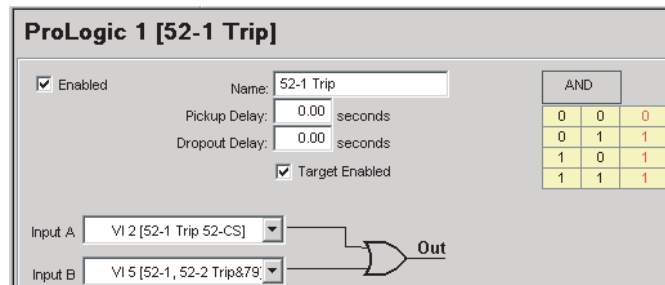 ProLogic 1 [52-1 Trip]
Enabled
Name: 52-1 Trip
Pickup Delay: 0.00 seconds
Dropout Delay: 0.00 seconds
Target Enabled
AND
0 0 0
0 1 1
1 0 1
1 1 1
Input A VI 2 [52-1 Trip 52-CS]
Out
Input B VI 5 [52-1, 52-2 Trip&79]